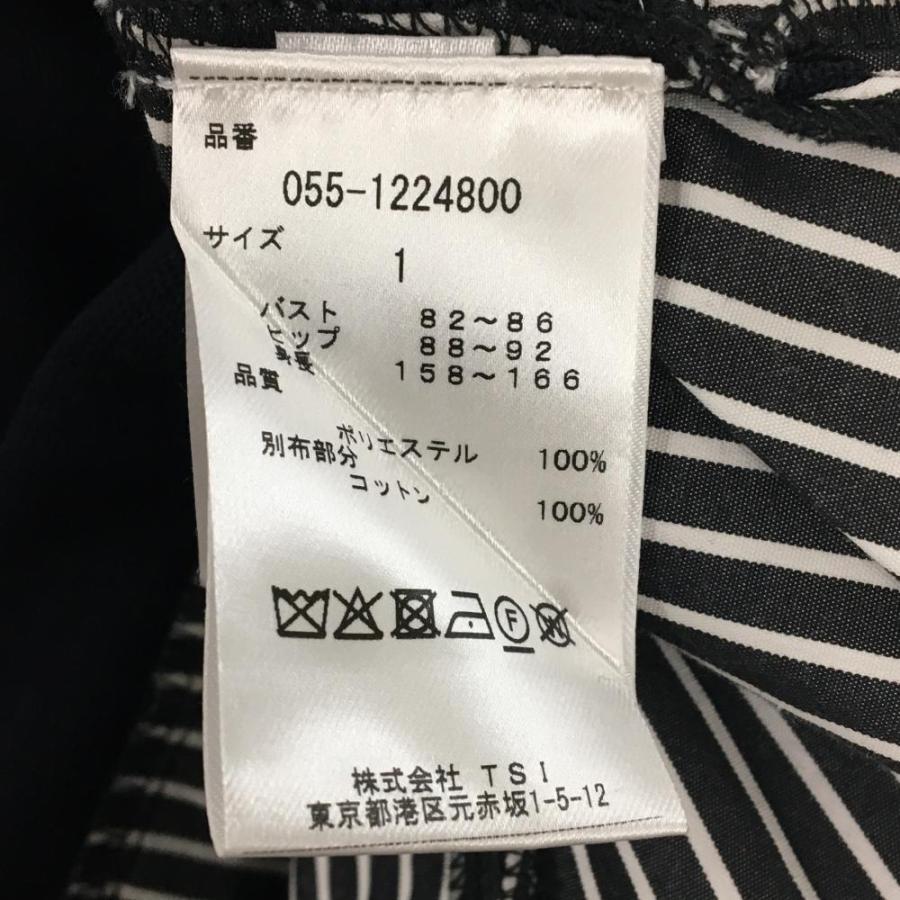 品番
055-1224800
サイズ
1
バスト 82～86
ヒップ 88～92
身長 158～166
品質
ポリエステル 100%
別布部分
コットン 100%
F
W
株式会社 TSI
東京都港区元赤坂1-5-12